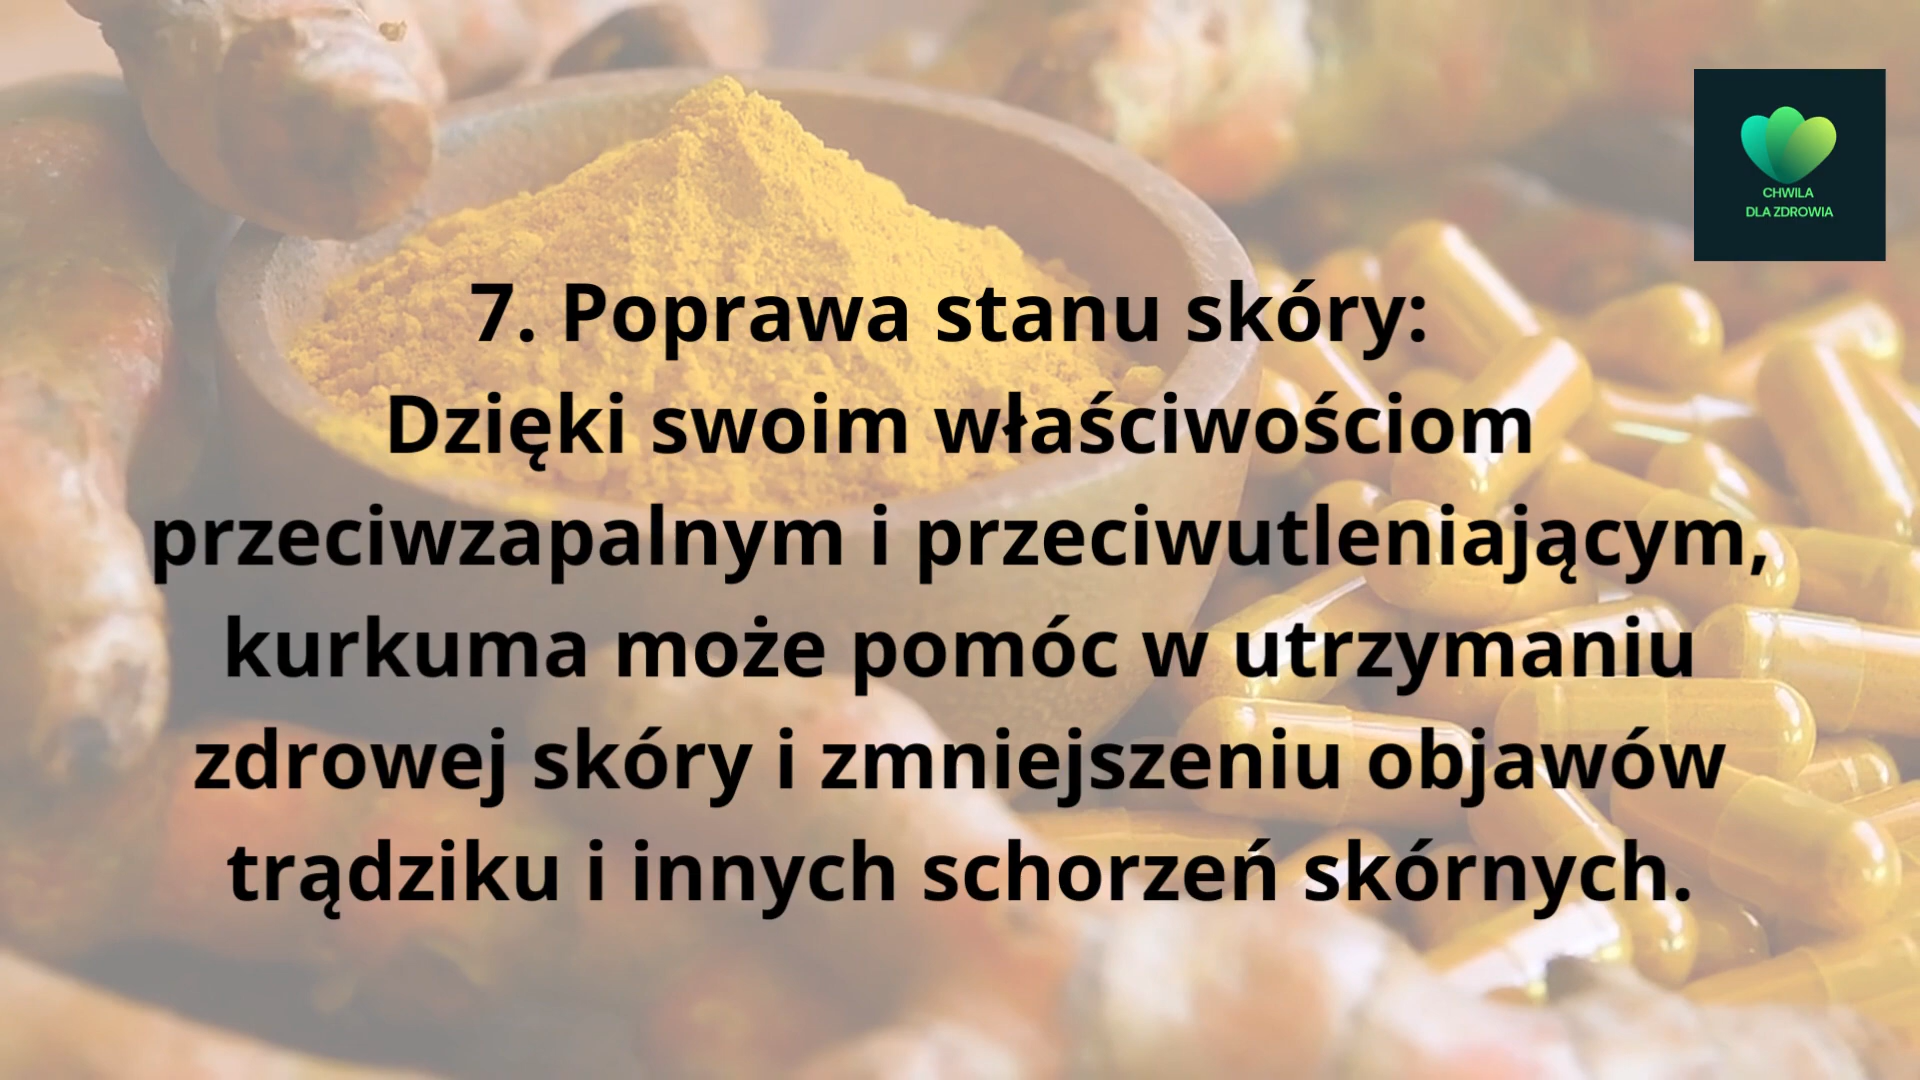 CHWILA
DLA ZDROWIA
7. Poprawa stanu skóry:
Dzięki swoim właściwościom
przeciwzapalnym i przeciwutleniającym,
kurkuma może pomóc w utrzymaniu
zdrowej skóry i zmniejszeniu objawów
trądziku i innych schorzeń skórnych.